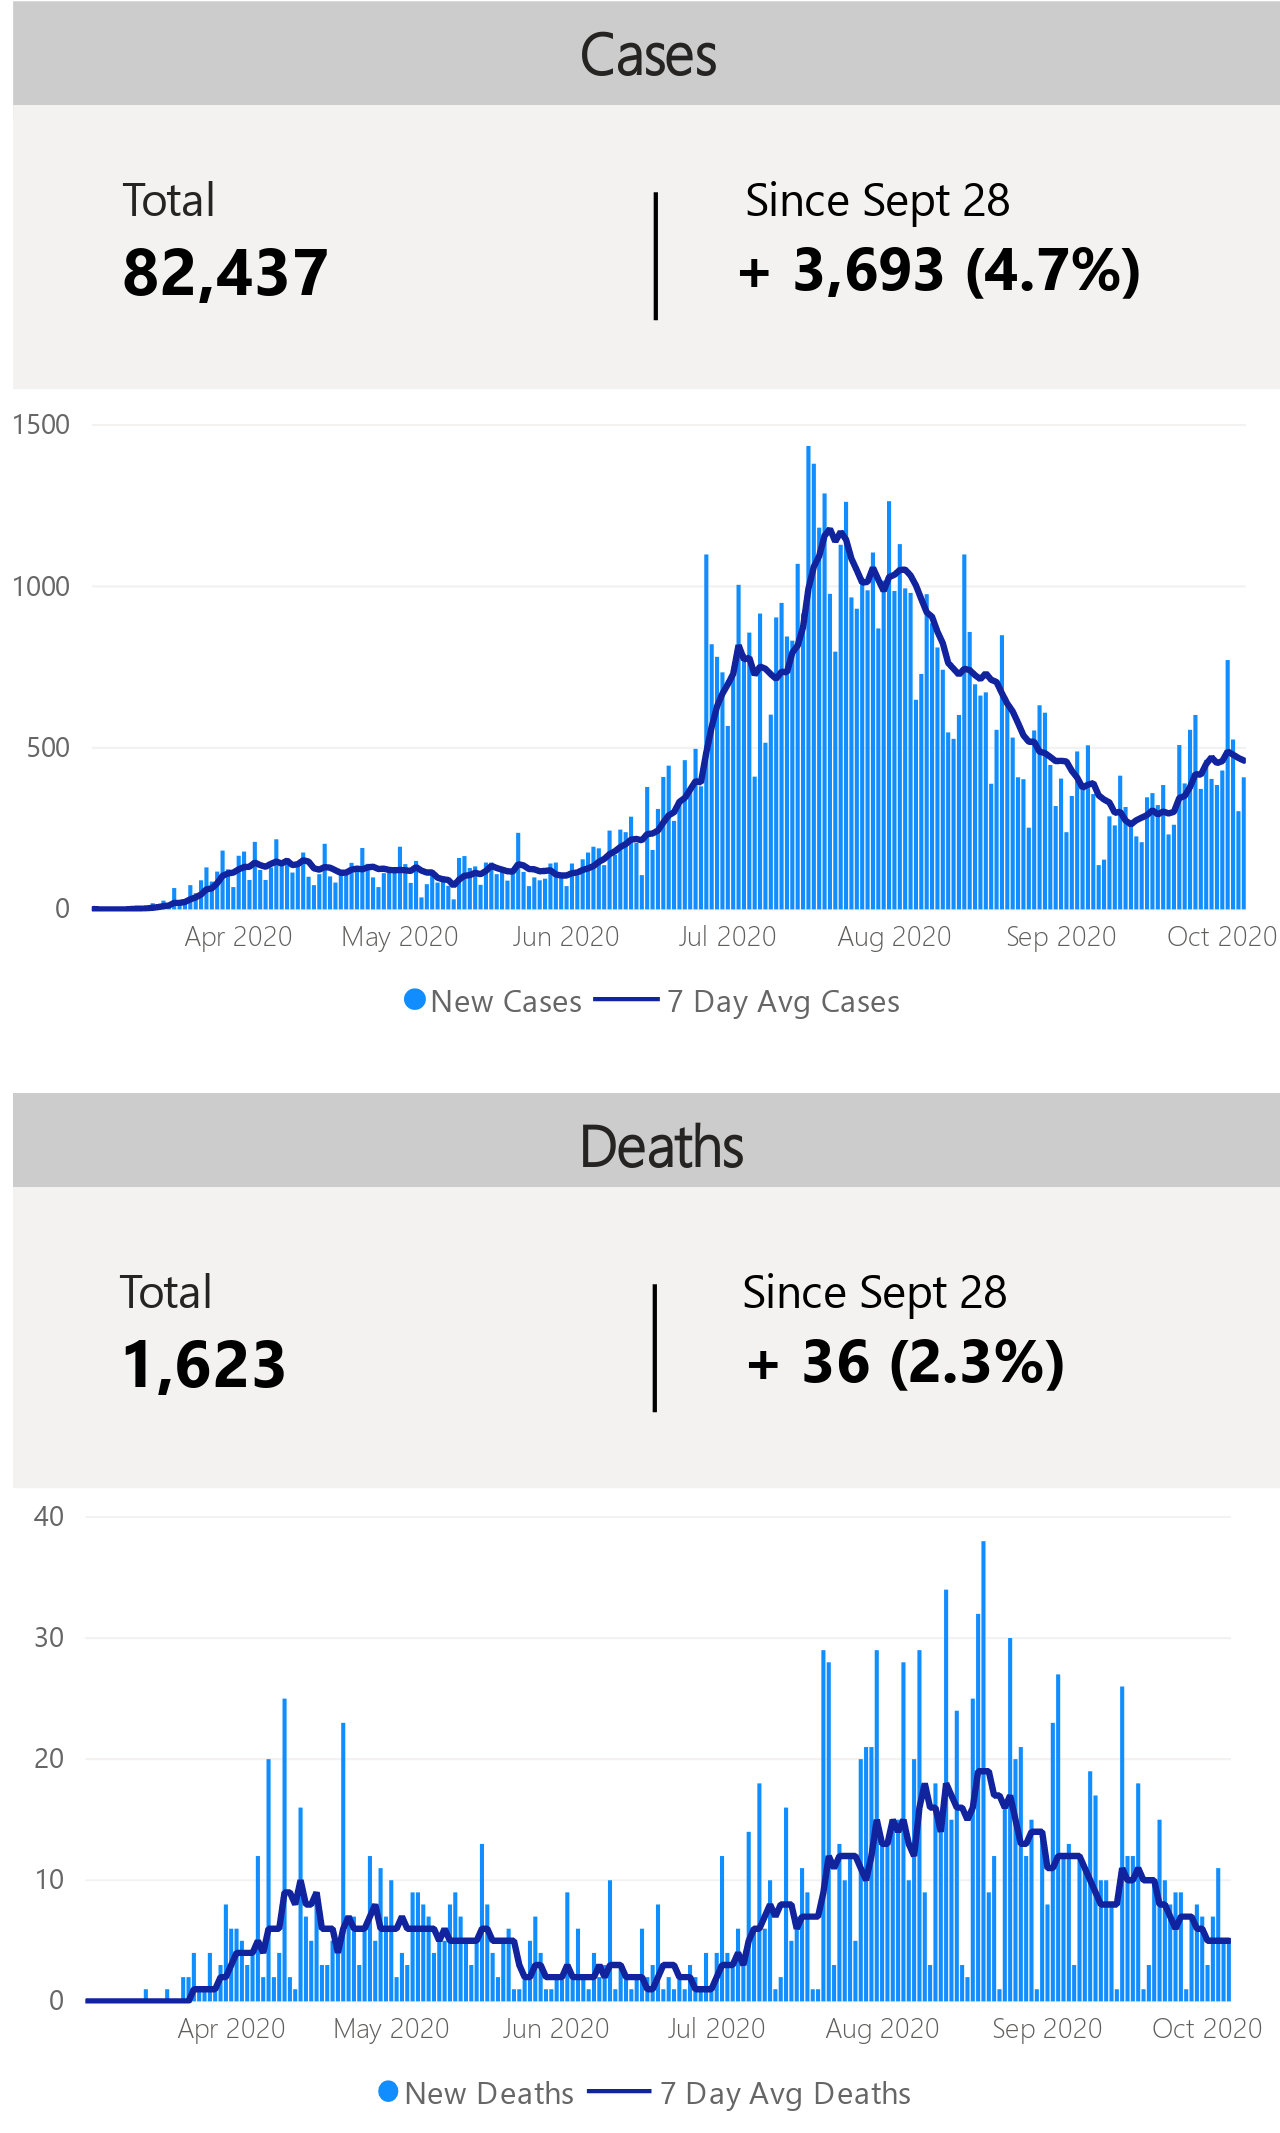 Cases
Total
Since Sept 28
82,437
+ 3,693 (4.7%)
1500
1000
500
0
Apr 2020 May 2020 Jun 2020 Jul 2020 Aug 2020 Sep 2020 Oct 2020
New Cases 7 Day Avg Cases
Deaths
Total
Since Sept 28
1,623
+ 36 (2.3%)
40
30
20
10
0
Apr 2020 May 2020 Jun 2020 Jul 2020 Aug 2020 Sep 2020 Oct 2020
New Deaths 7 Day Avg Deaths